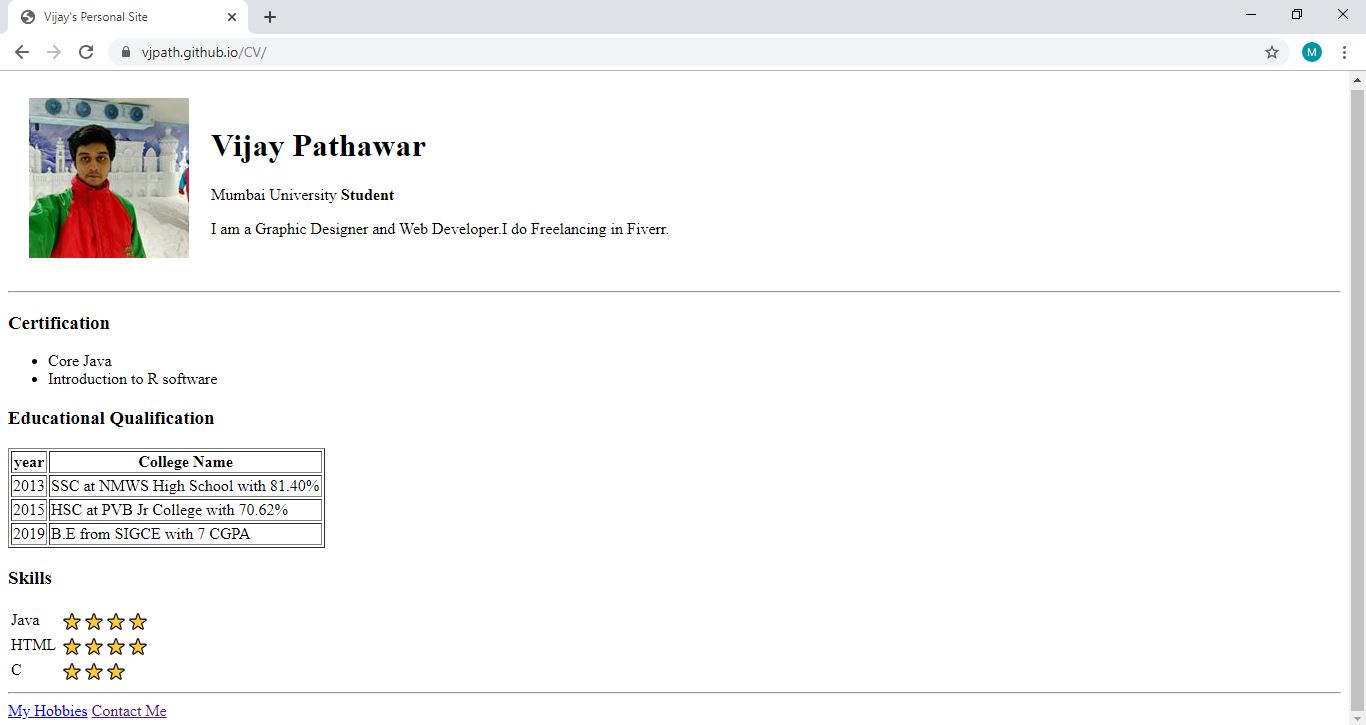 Vijay's Personal Site
vjpath.github.io/CV/
M
Vijay Pathawar
Mumbai University Student
I am a Graphic Designer and Web Developer.I do Freelancing in Fiverr.
Certification
Core Java
Introduction to R software
Educational Qualification
year College Name
2013 SSC at NMWS High School with 81.40%
2015 HSC at PVB Jr College with 70.62%
2019 B.E from SIGCE with 7 CGPA
Skills
Java
HTML
C
My Hobbies Contact Me